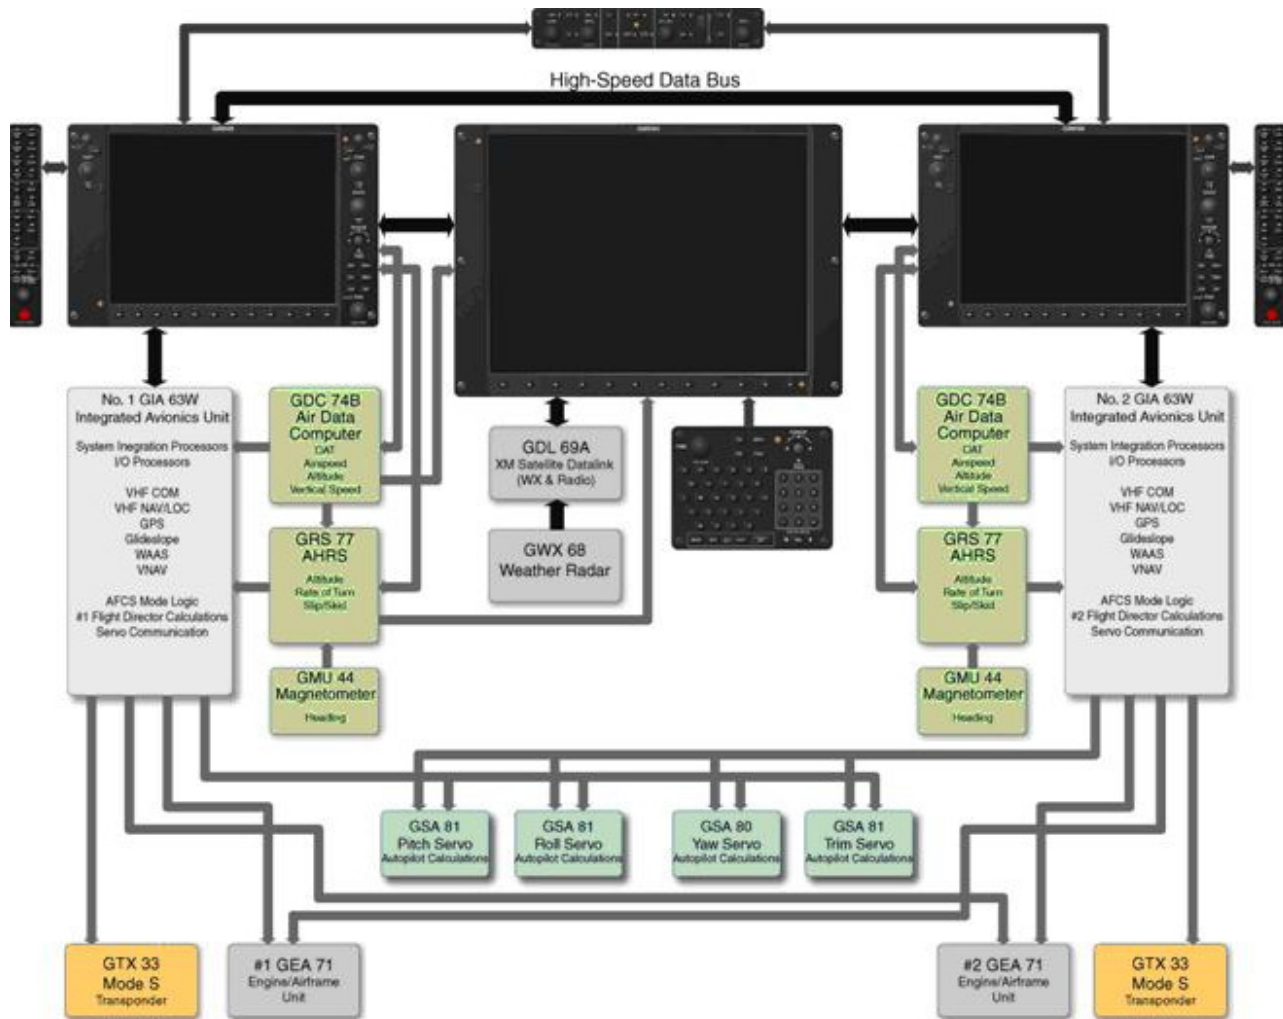 High-Speed Data Bus
GARMIN
GARMIN
GARMIN
No. 1 GIA 63W
Integrated Avionics Unit
System Integration Processors
I/O Processors
VHF COM
VHF NAV/LOC
GPS
Glideslope
WAAS
VNAV
AFCS Mode Logic
#1 Flight Director Calculations
Servo Communication
GDC 74B
Air Data
Computer
OAT
Airspeed
Altitude
Vertical Speed
GRS 77
AHRS
Attitude
Rate of Turn
Slip/Skid
GMU 44
Magnetometer
Heading
GDL 69A
XM Satellite Datalink
(WX & Radio)
GWX 68
Weather Radar
GDC 74B
Air Data
Computer
OAT
Airspeed
Altitude
Vertical Speed
GRS 77
AHRS
Attitude
Rate of Turn
Slip/Skid
GMU 44
Magnetometer
Heading
No. 2 GIA 63W
Integrated Avionics Unit
System Integration Processors
I/O Processors
VHF COM
VHF NAV/LOC
GPS
Glideslope
WAAS
VNAV
AFCS Mode Logic
#2 Flight Director Calculations
Servo Communication
GSA 81
Pitch Servo
Autopilot Calculations
GSA 81
Roll Servo
Autopilot Calculations
GSA 80
Yaw Servo
Autopilot Calculations
GSA 81
Trim Servo
Autopilot Calculations
GTX 33
Mode S
Transponder
#1 GEA 71
Engine/Airframe
Unit
#2 GEA 71
Engine/Airframe
Unit
GTX 33
Mode S
Transponder